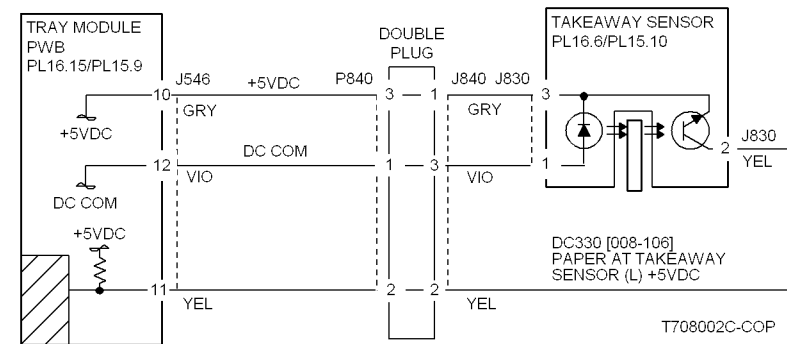 TRAY MODULE
PWB
PL16.15/PL15.9
DOUBLE
PLUG
TAKEAWAY SENSOR
PL16.6/PL15.10
J546
+5VDC
P840
J840 J830
10
GRY
3
1
GRY
3
+5VDC
J830
2
YEL
12
VIO
DC COM
1
3
VIO
1
DC COM
+5VDC
DC330 [008-106]
PAPER AT TAKEAWAY
SENSOR (L) +5VDC
11
YEL
2
2
YEL
T708002C-COP